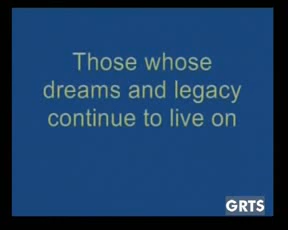 Those whose
dreams and legacy
continue to live on
GRTS